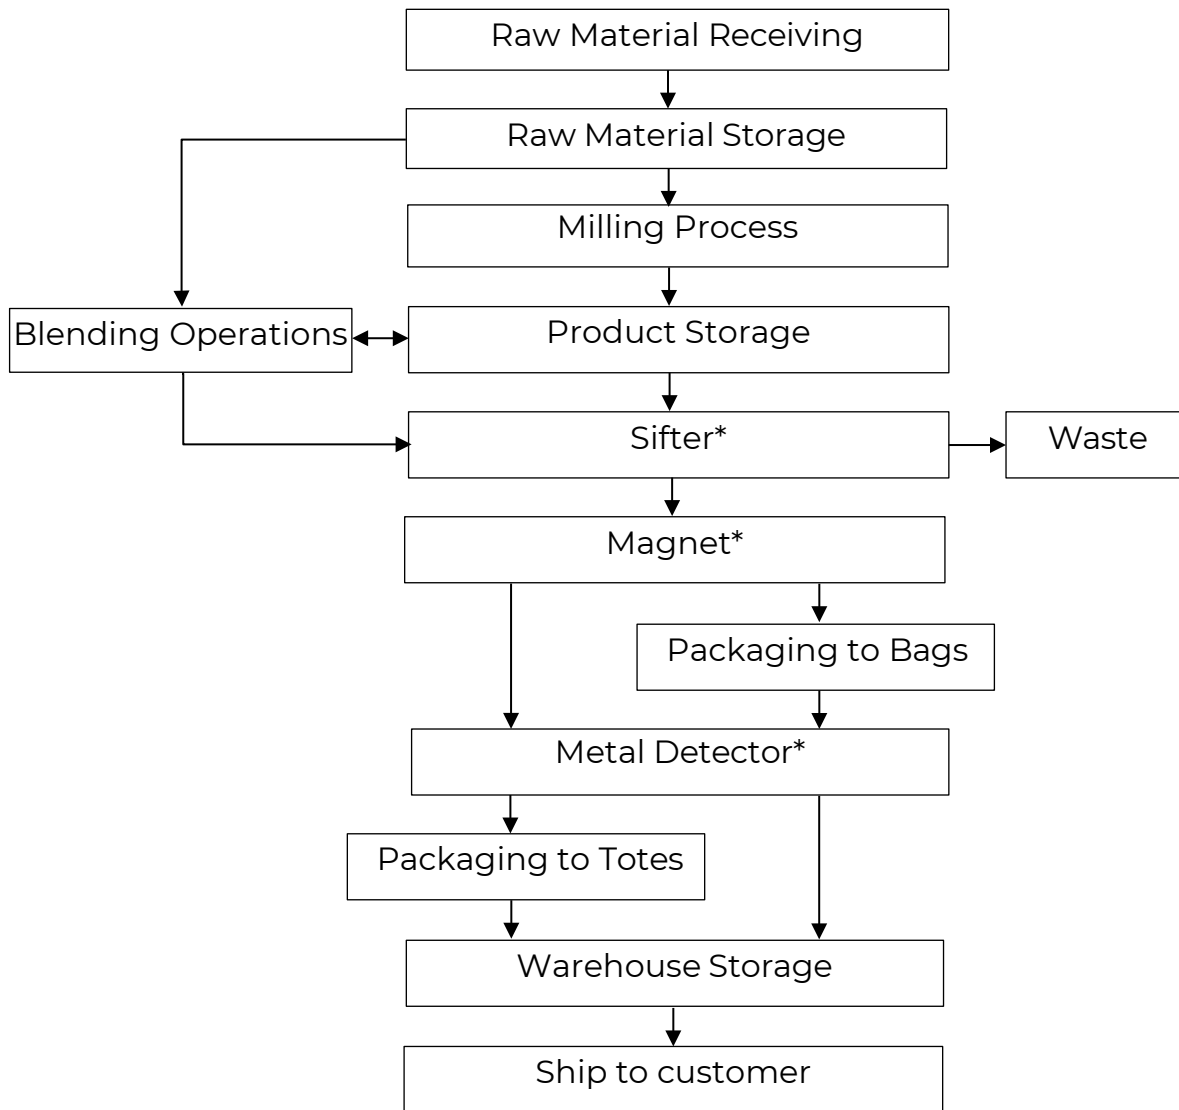 Raw Material Receiving
Raw Material Storage
Milling Process
Blending Operations
Product Storage
Sifter*
Waste
Magnet*
Packaging to Bags
Metal Detector*
Packaging to Totes
Warehouse Storage
Ship to customer